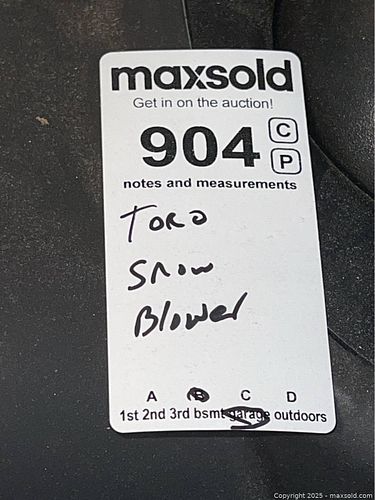 maxsold
Get in on the auction!
904 C
P
notes and measurements
TORO
SNOW
Blower
A B C D
1st 2nd 3rd bsmt garage outdoors
Copyright © 2025 - maxsold.com